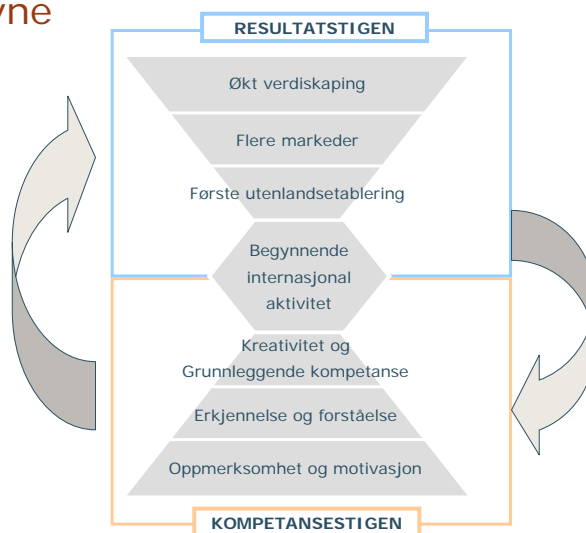 RESULTATSTIGEN
Økt verdiskaping
Flere markeder
Første utenlandsetablering
Begynnende
internasjonal
aktivitet
Kreativitet og
Grunnleggende kompetanse
Erkjennelse og forståelse
Oppmerksomhet og motivasjon
KOMPETANSESTIGEN